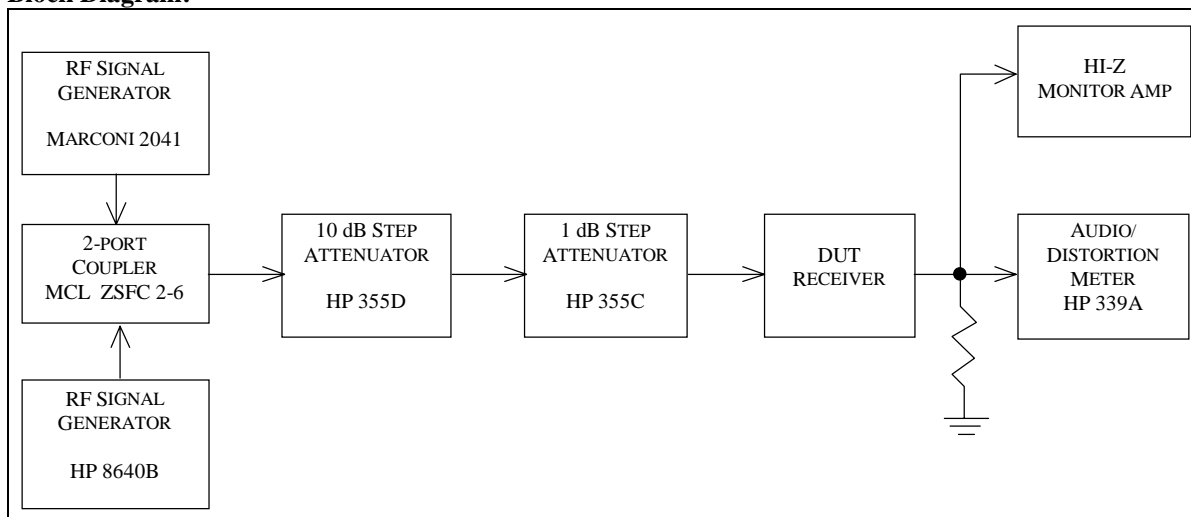 Block Diagram:
RF SIGNAL
GENERATOR
MARCONI 2041
2-PORT
COUPLER
MCL ZSFC 2-6
RF SIGNAL
GENERATOR
HP 8640B
10 dB STEP
ATTENUATOR
HP 355D
1 dB STEP
ATTENUATOR
HP 355C
DUT
RECEIVER
HI-Z
MONITOR AMP
AUDIO/
DISTORTION
METER
HP 339A